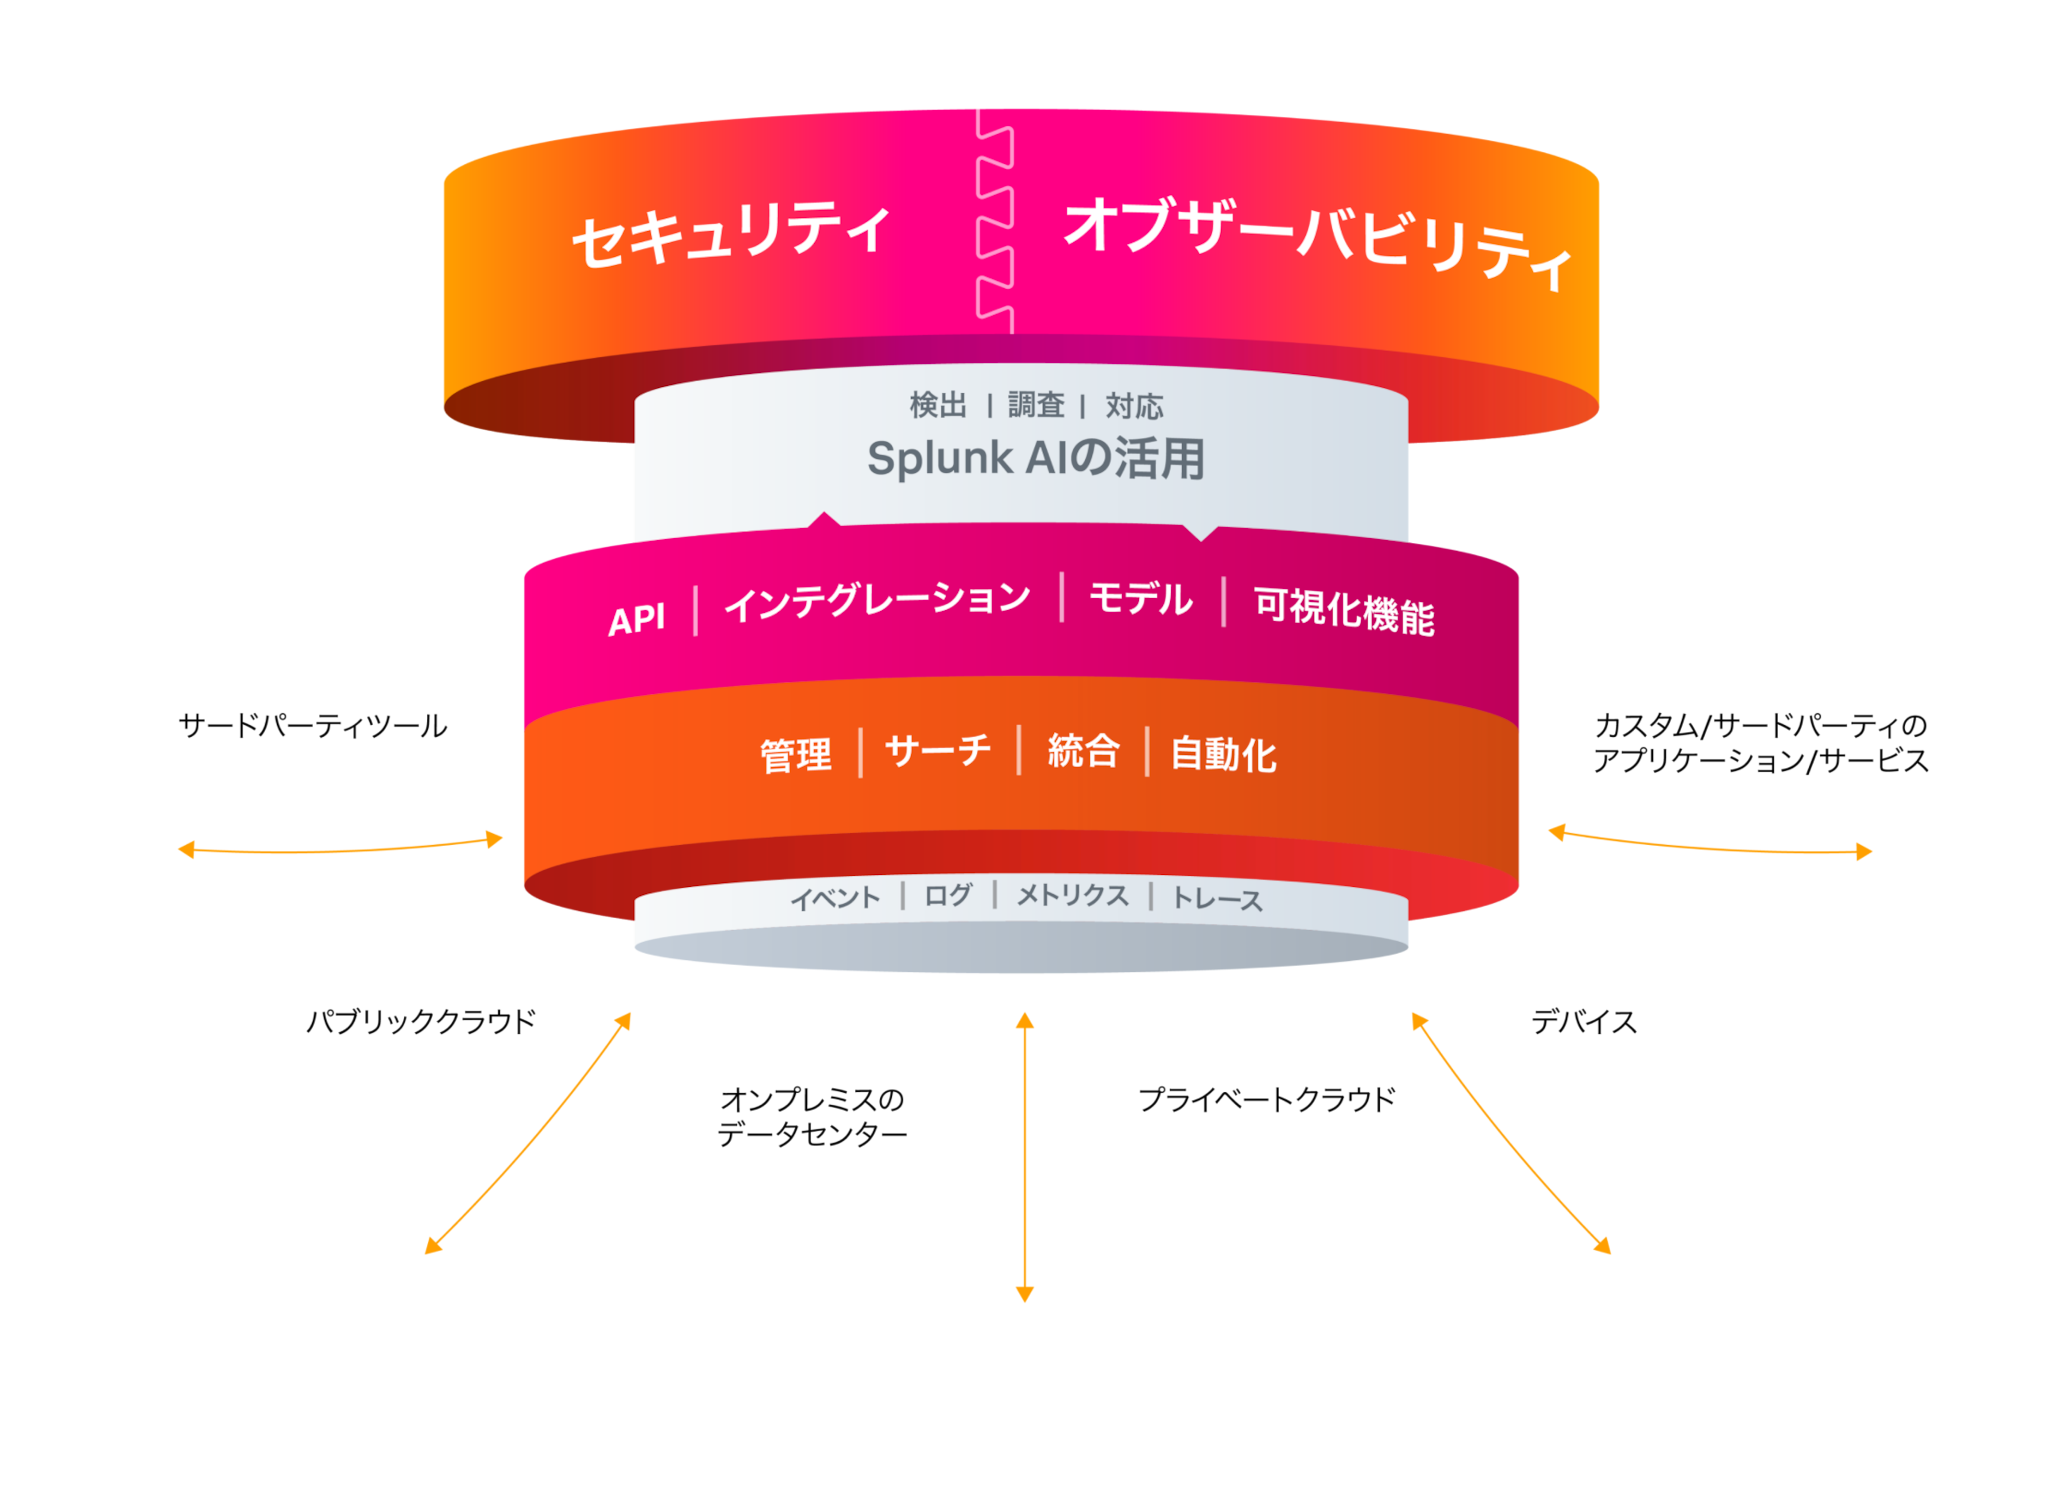 セキュリティ
オブザーバビリティ
検出 | 調査 | 対応
Splunk AIの活用
API | インテグレーション | モデル | 可視化機能
管理 | サーチ | 統合 | 自動化
イベント | ログ | メトリクス | トレース
サードパーティツール
カスタム/サードパーティの
アプリケーション/サービス
パブリッククラウド
デバイス
オンプレミスの
データセンター
プライベートクラウド